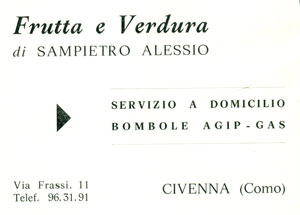 Frutta e Verdura
di SAMPIETRO ALESSIO
SERVIZIO A DOMICILIO
BOMBOLE AGIP - GAS
Via Frassi. 11
Telef. 96.31.91
CIVENNA (Como)